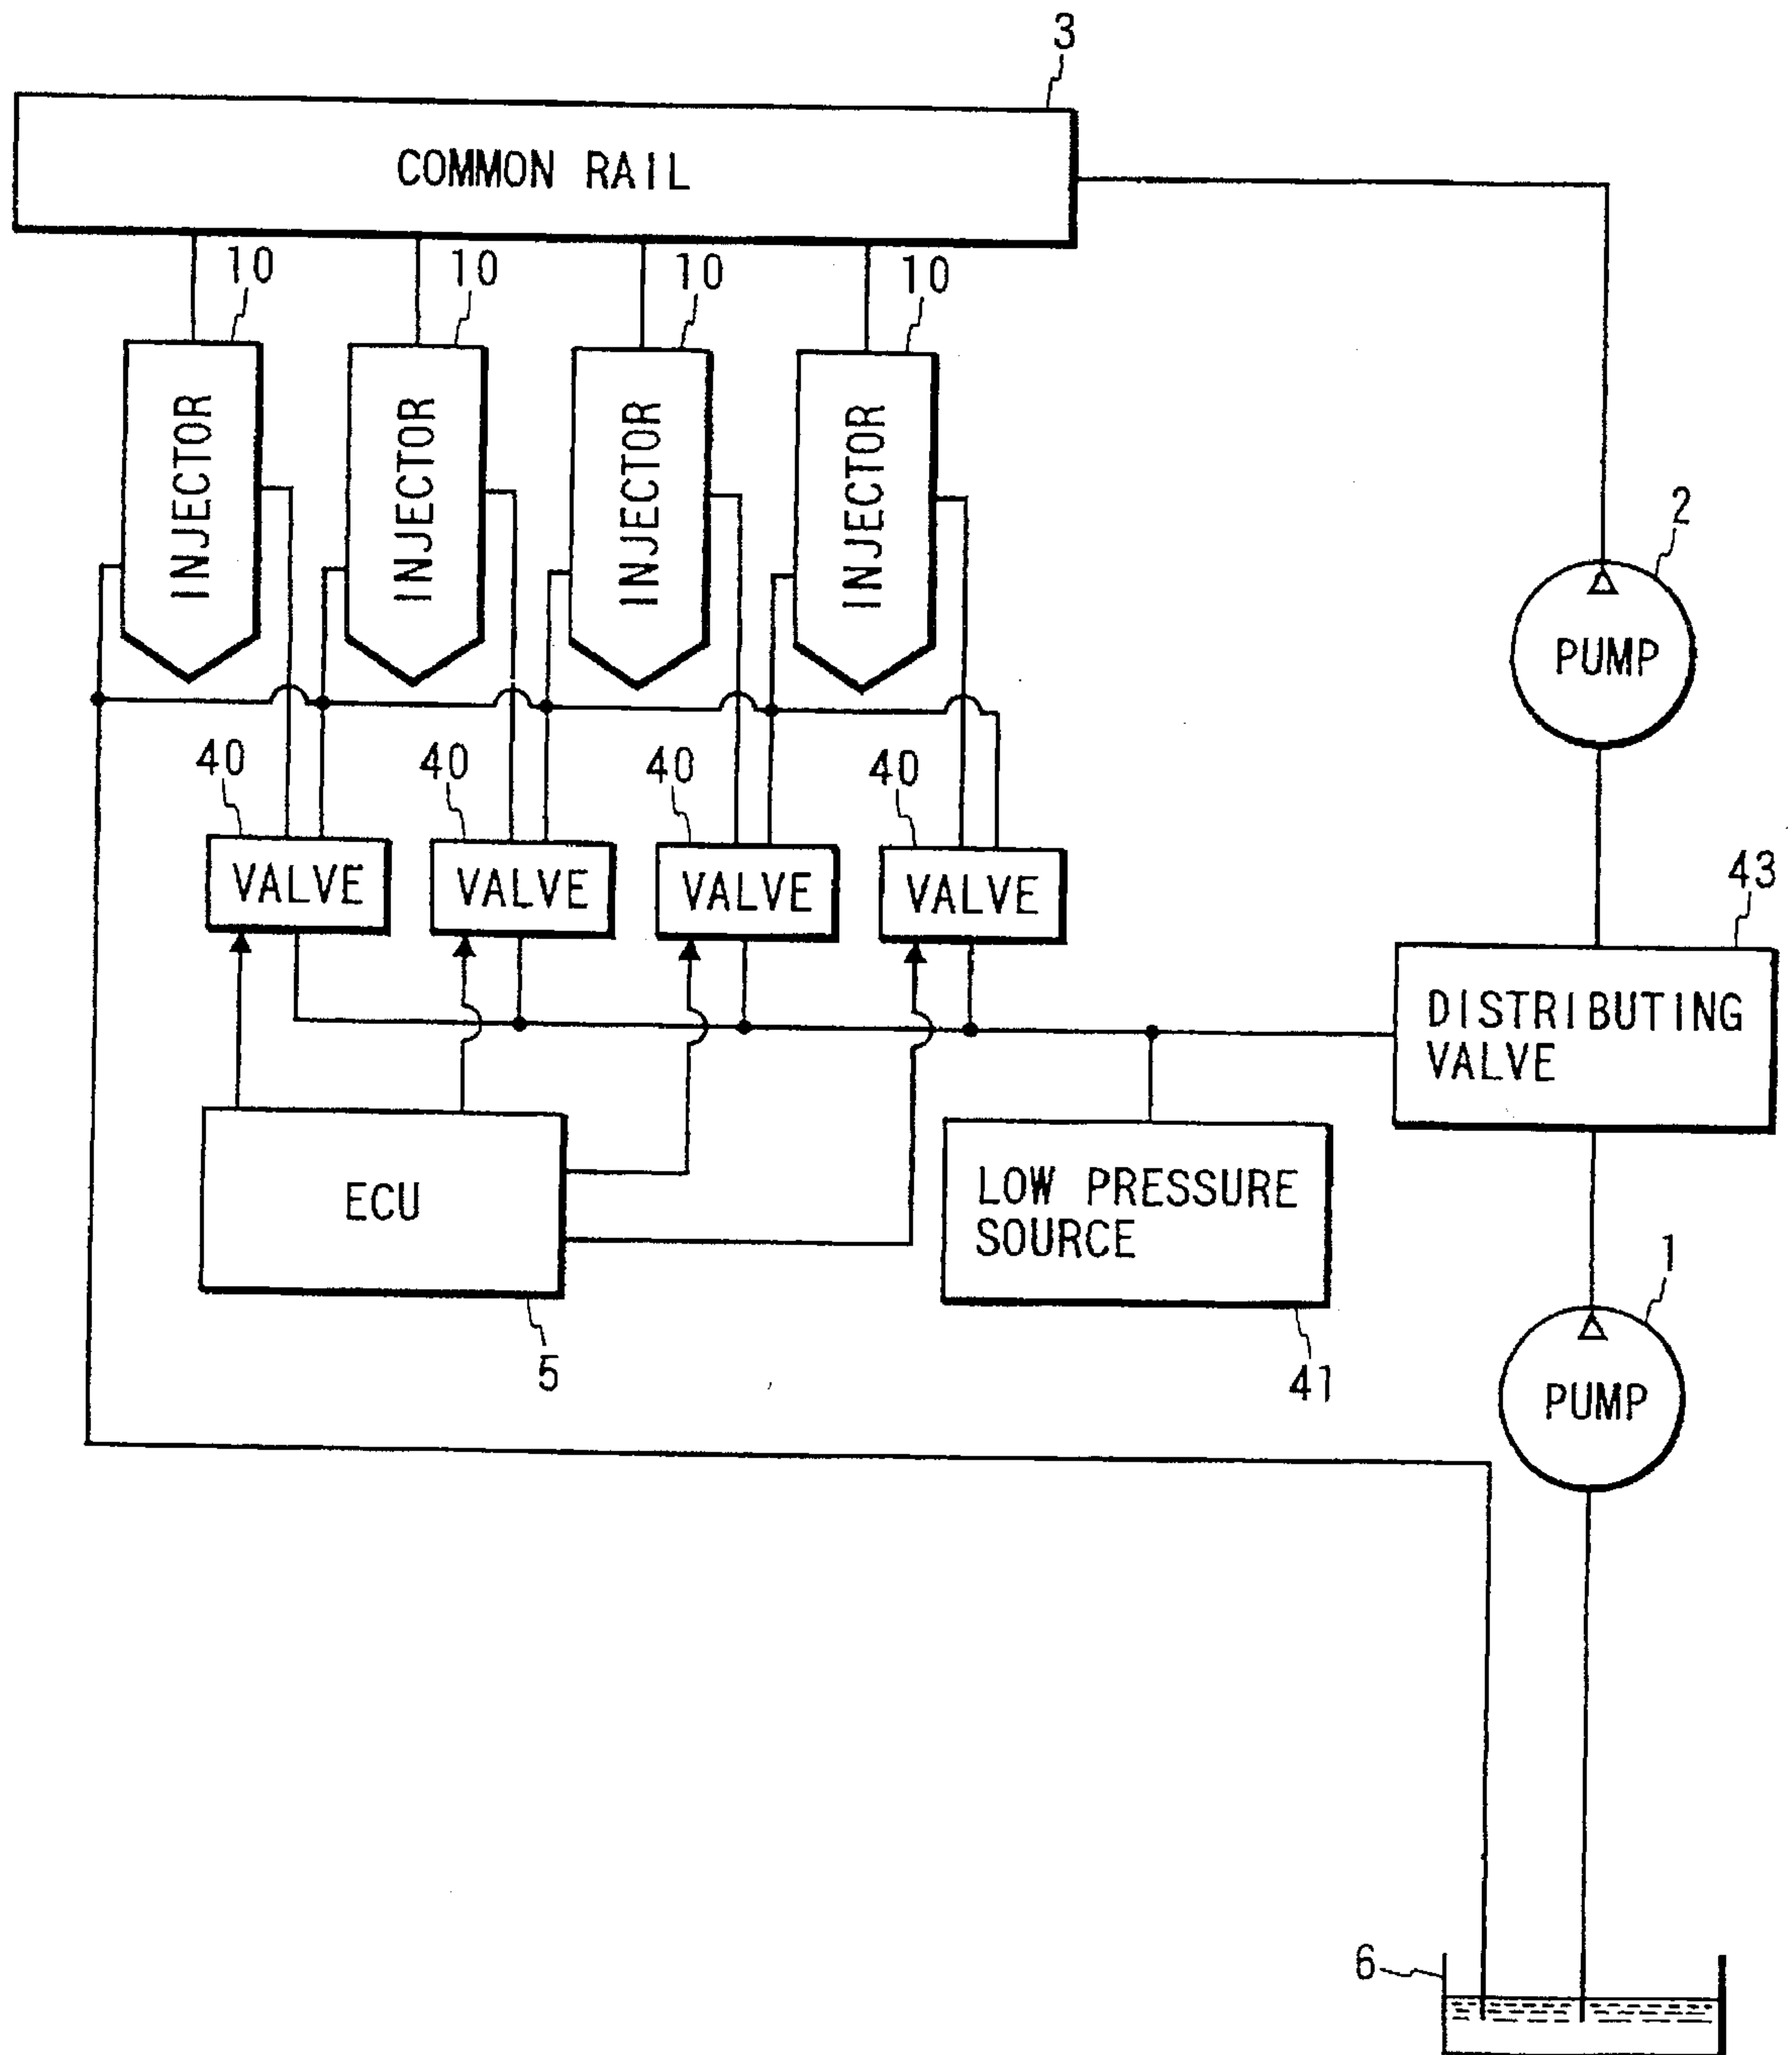 3
COMMON RAIL
10
10
10
10
INJECTOR
INJECTOR
INJECTOR
INJECTOR
2
PUMP
40
40
40
40
VALVE
VALVE
VALVE
VALVE
43
DISTRIBUTING
VALVE
ECU
LOW PRESSURE
SOURCE
5
41
1
PUMP
6